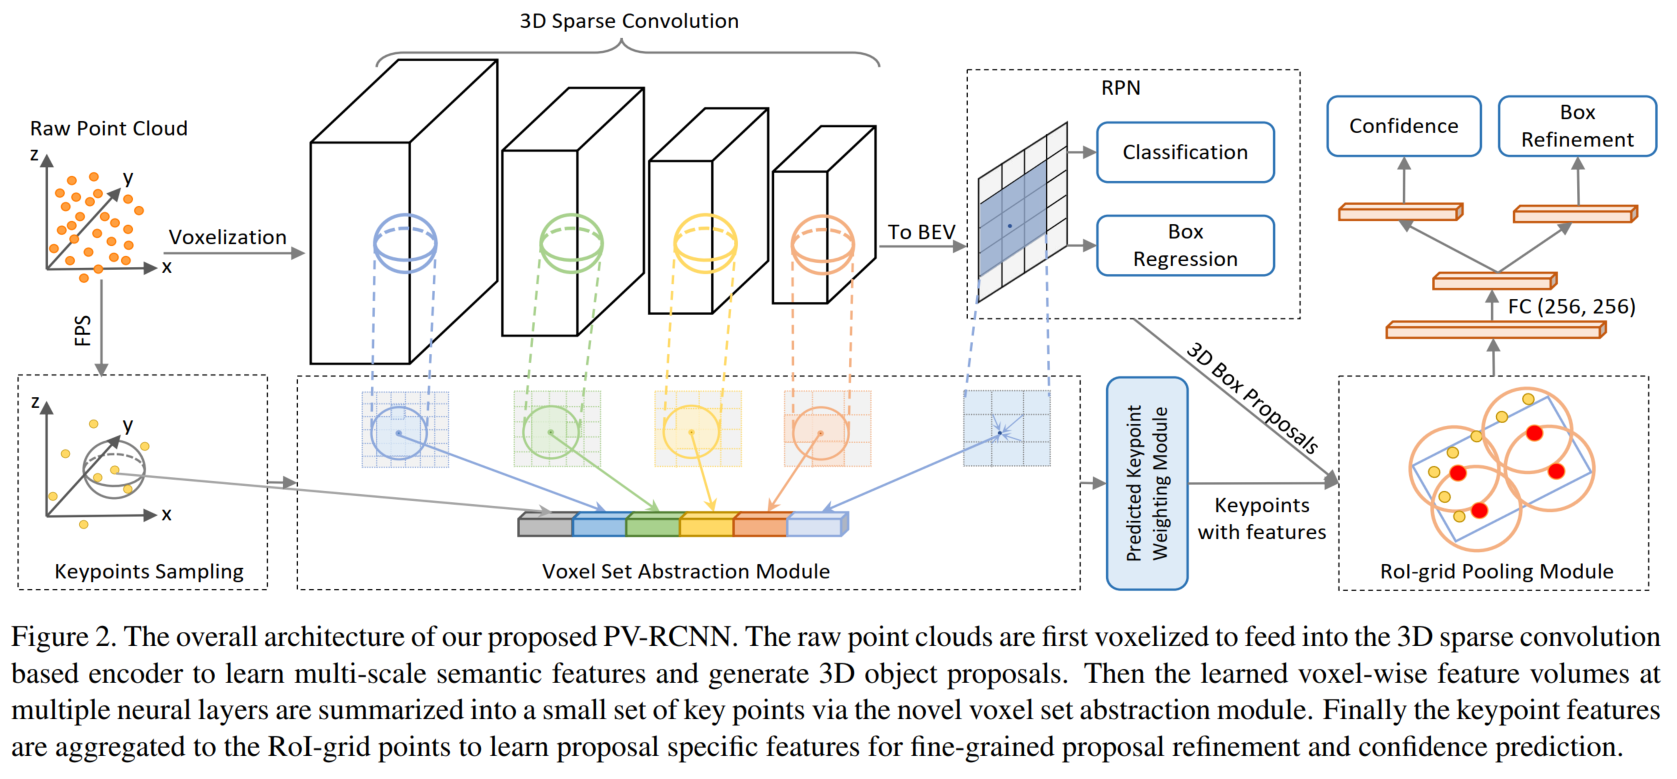 3D Sparse Convolution
Raw Point Cloud
z
y
x
Voxelization
FPS
To BEV
RPN
Classification
Box
Regression
Confidence
Box
Refinement
FC (256, 256)
3D Box Proposals
z
y
x
Keypoints Sampling
Voxel Set Abstraction Module
Predicted Keypoint
Weighting Module
Keypoints
with features
RoI-grid Pooling Module
Figure 2. The overall architecture of our proposed PV-RCNN. The raw point clouds are first voxelized to feed into the 3D sparse convolution
based encoder to learn multi-scale semantic features and generate 3D object proposals. Then the learned voxel-wise feature volumes at
multiple neural layers are summarized into a small set of key points via the novel voxel set abstraction module. Finally the keypoint features
are aggregated to the RoI-grid points to learn proposal specific features for fine-grained proposal refinement and confidence prediction.